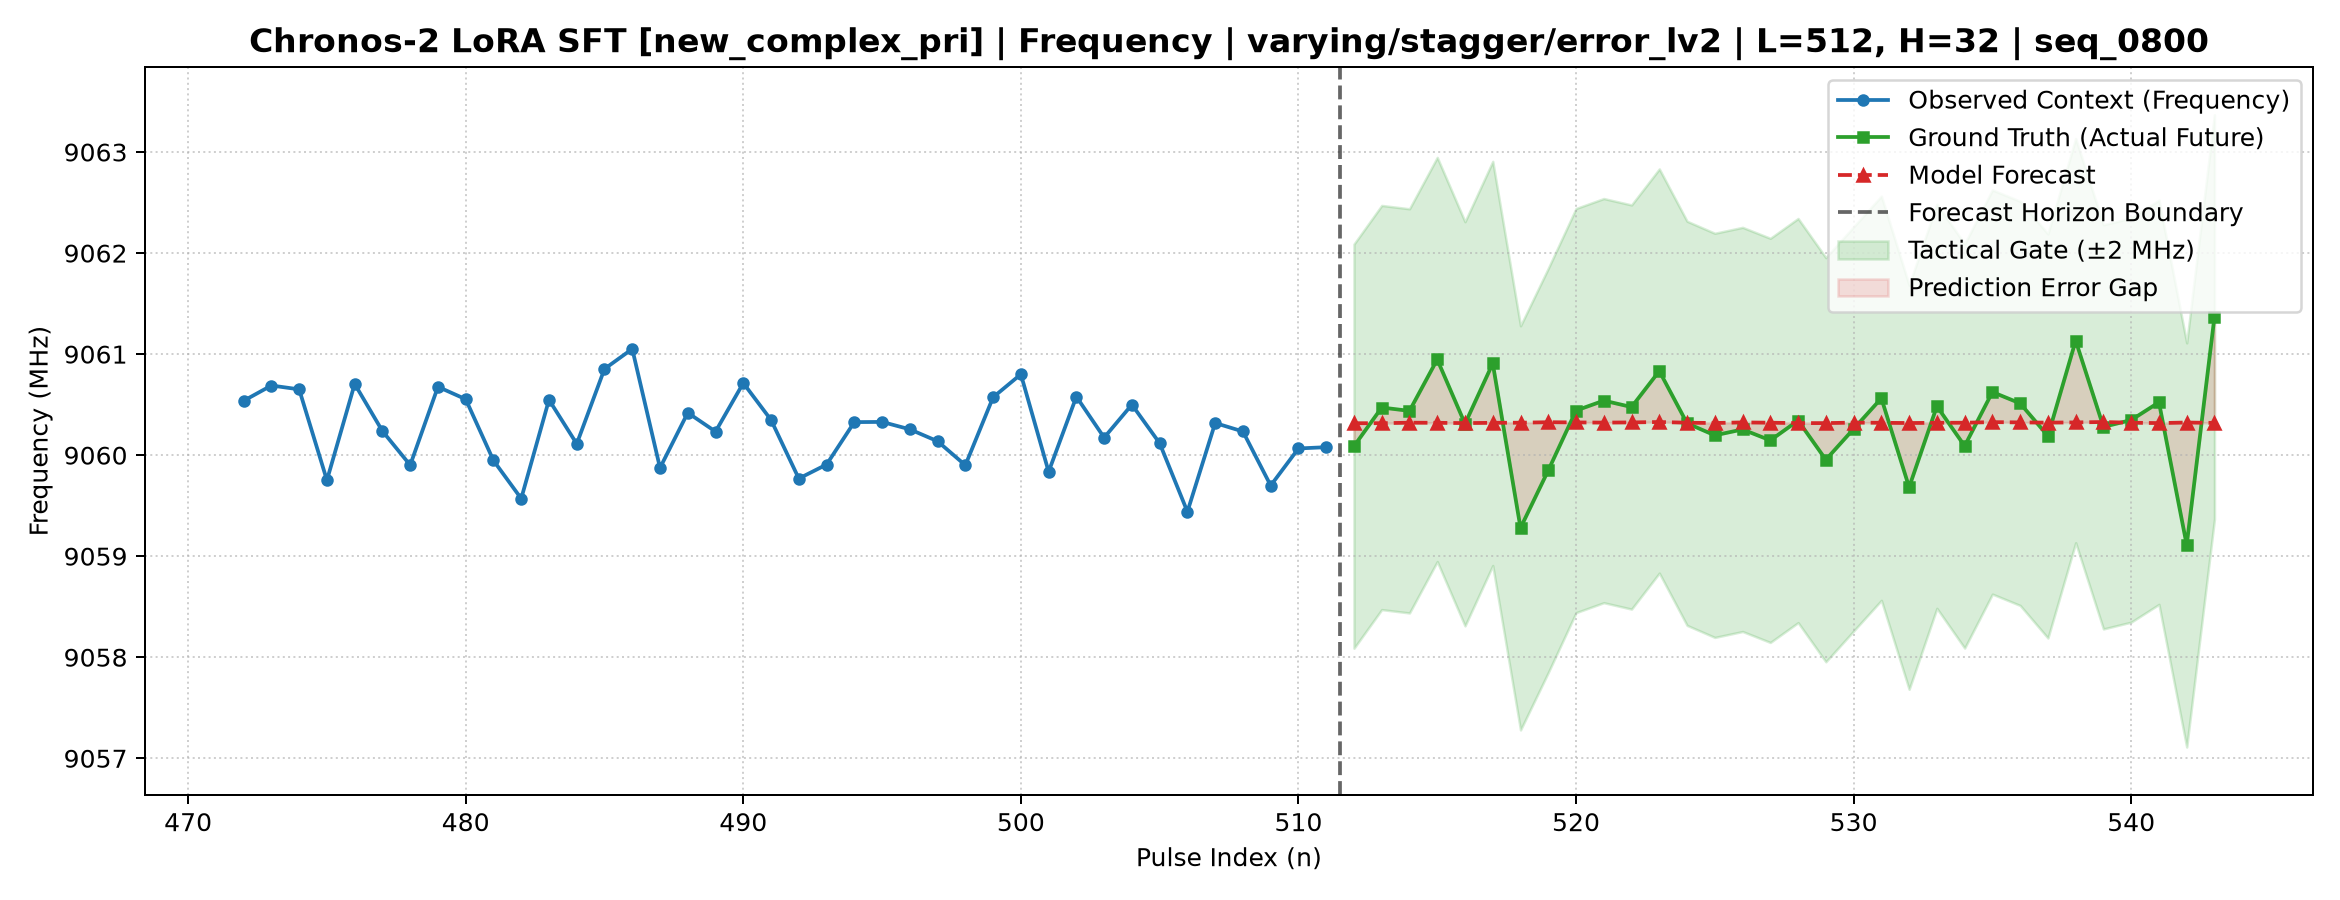 Chronos-2 LoRA SFT [new_complex_pri] | Frequency | varying/stagger/error_lv2 | L=512, H=32 | seq_0800
Observed Context (Frequency)
Ground Truth (Actual Future)
Model Forecast
Forecast Horizon Boundary
Tactical Gate (±2 MHz)
Prediction Error Gap
Frequency (MHz)
9063
9062
9061
9060
9059
9058
9057
470 480 490 500 510 520 530 540
Pulse Index (n)